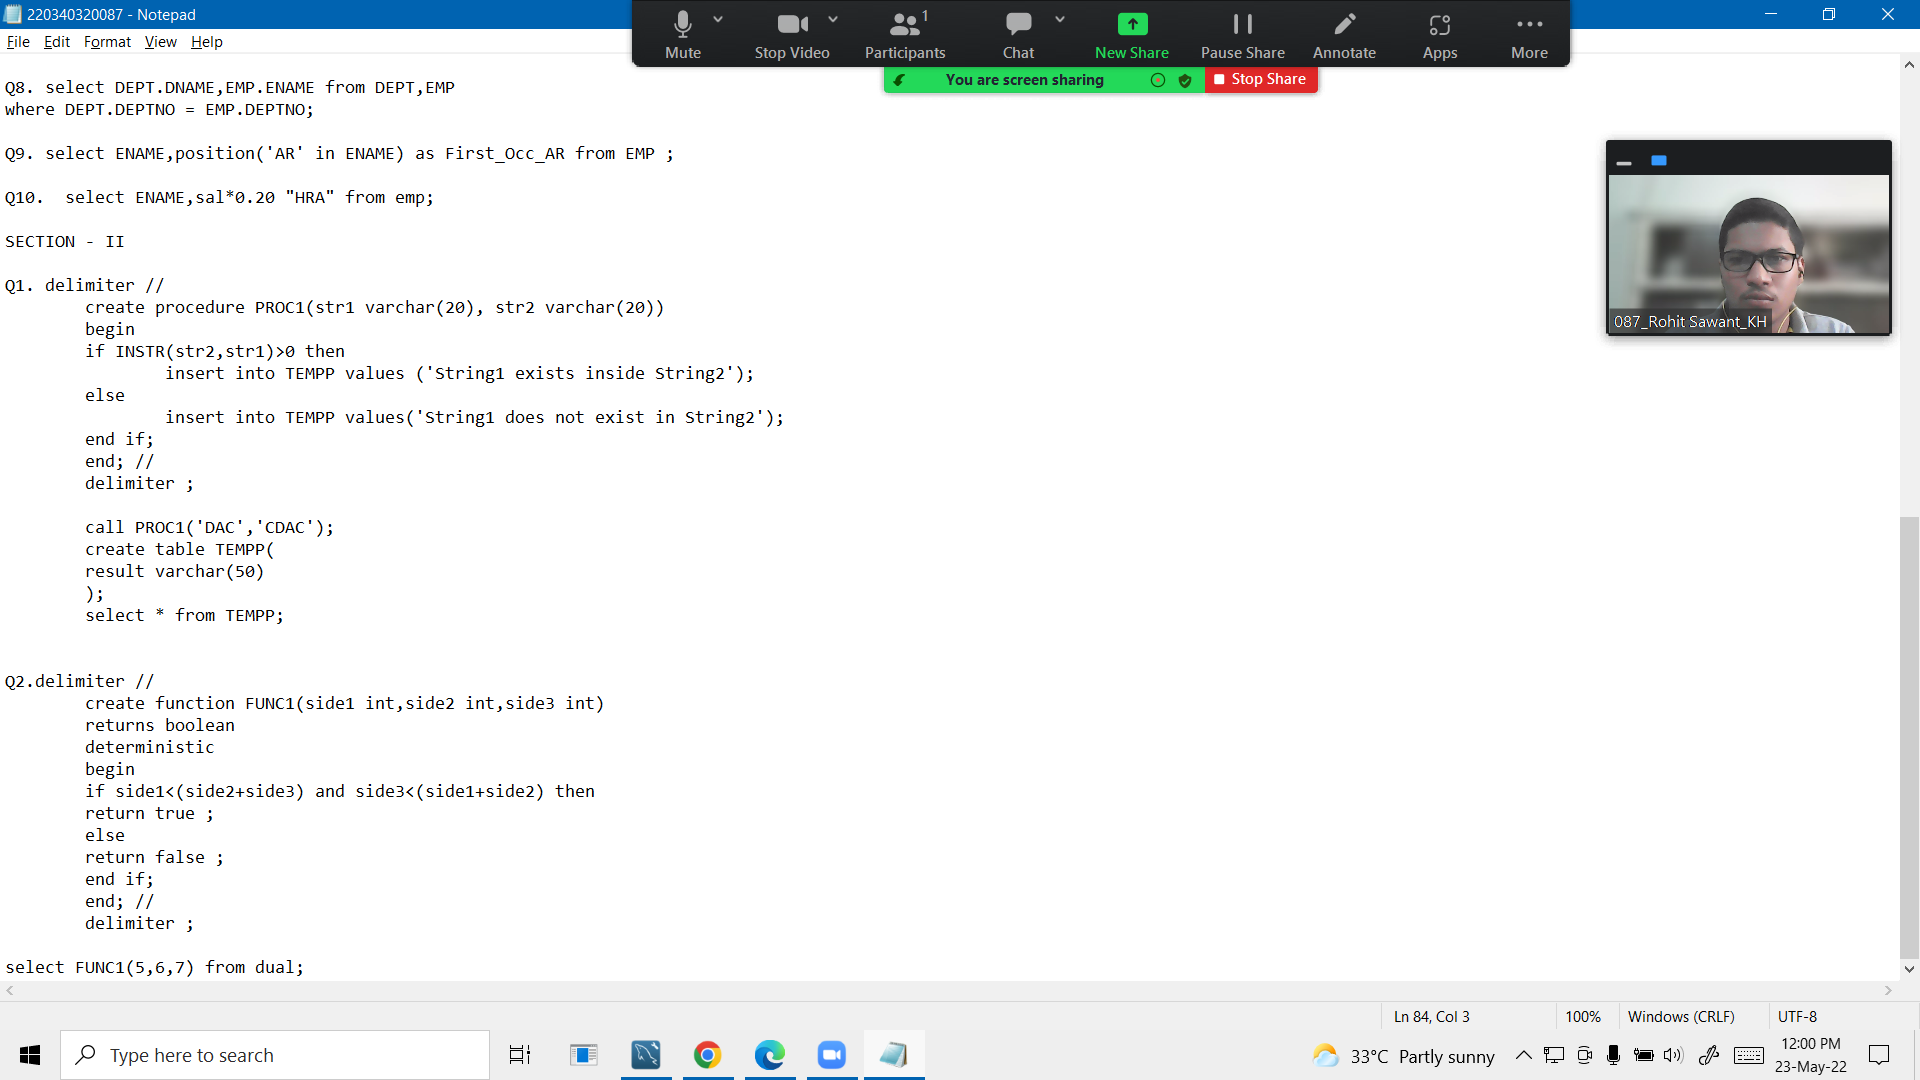 220340320087 - Notepad
File Edit Format View Help
Mute
Stop Video
1
Participants
Chat
New Share
Pause Share
Annotate
Apps
More
You are screen sharing
Stop Share
Q8. select DEPT.DNAME,EMP.ENAME from DEPT,EMP
where DEPT.DEPTNO = EMP.DEPTNO;
Q9. select ENAME,position('AR' in ENAME) as First_Occ_AR from EMP ;
Q10.  select ENAME,sal*0.20 "HRA" from emp;
SECTION - II
Q1. delimiter //
create procedure PROC1(str1 varchar(20), str2 varchar(20))
begin
if INSTR(str2,str1)>0 then
insert into TEMPP values ('String1 exists inside String2');
else
insert into TEMPP values('String1 does not exist in String2');
end if;
end; //
delimiter ;
call PROC1('DAC','CDAC');
create table TEMPP(
result varchar(50)
);
select * from TEMPP;
Q2.delimiter //
create function FUNC1(side1 int,side2 int,side3 int)
returns boolean
deterministic
begin
if side1<(side2+side3) and side3<(side1+side2) then
return true ;
else
return false ;
end if;
end; //
delimiter ;
select FUNC1(5,6,7) from dual;
087_Rohit Sawant_KH
Ln 84, Col 3
100%
Windows (CRLF)
UTF-8
Type here to search
33°C Partly sunny
12:00 PM
23-May-22